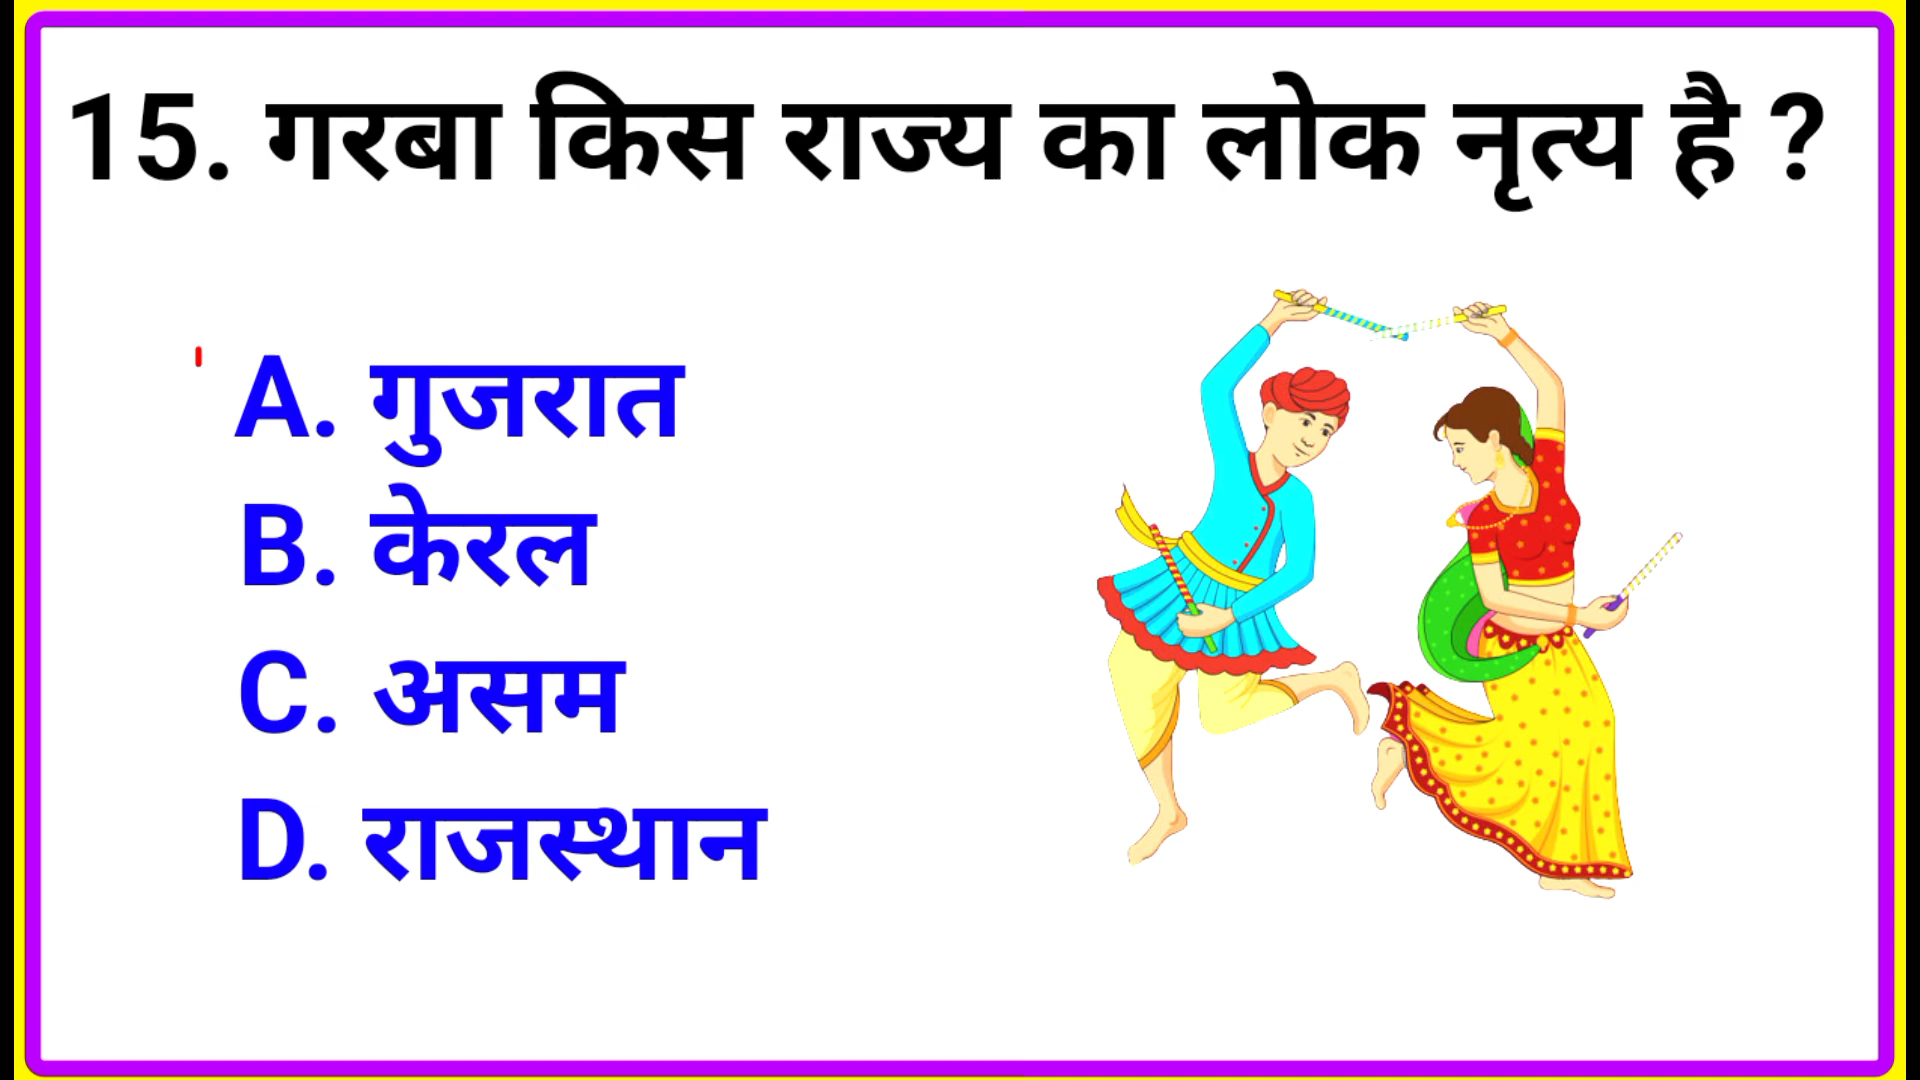 15. गरबा किस राज्य का लोक नृत्य है ?
A. गुजरात
B. केरल
C. असम
D. राजस्थान